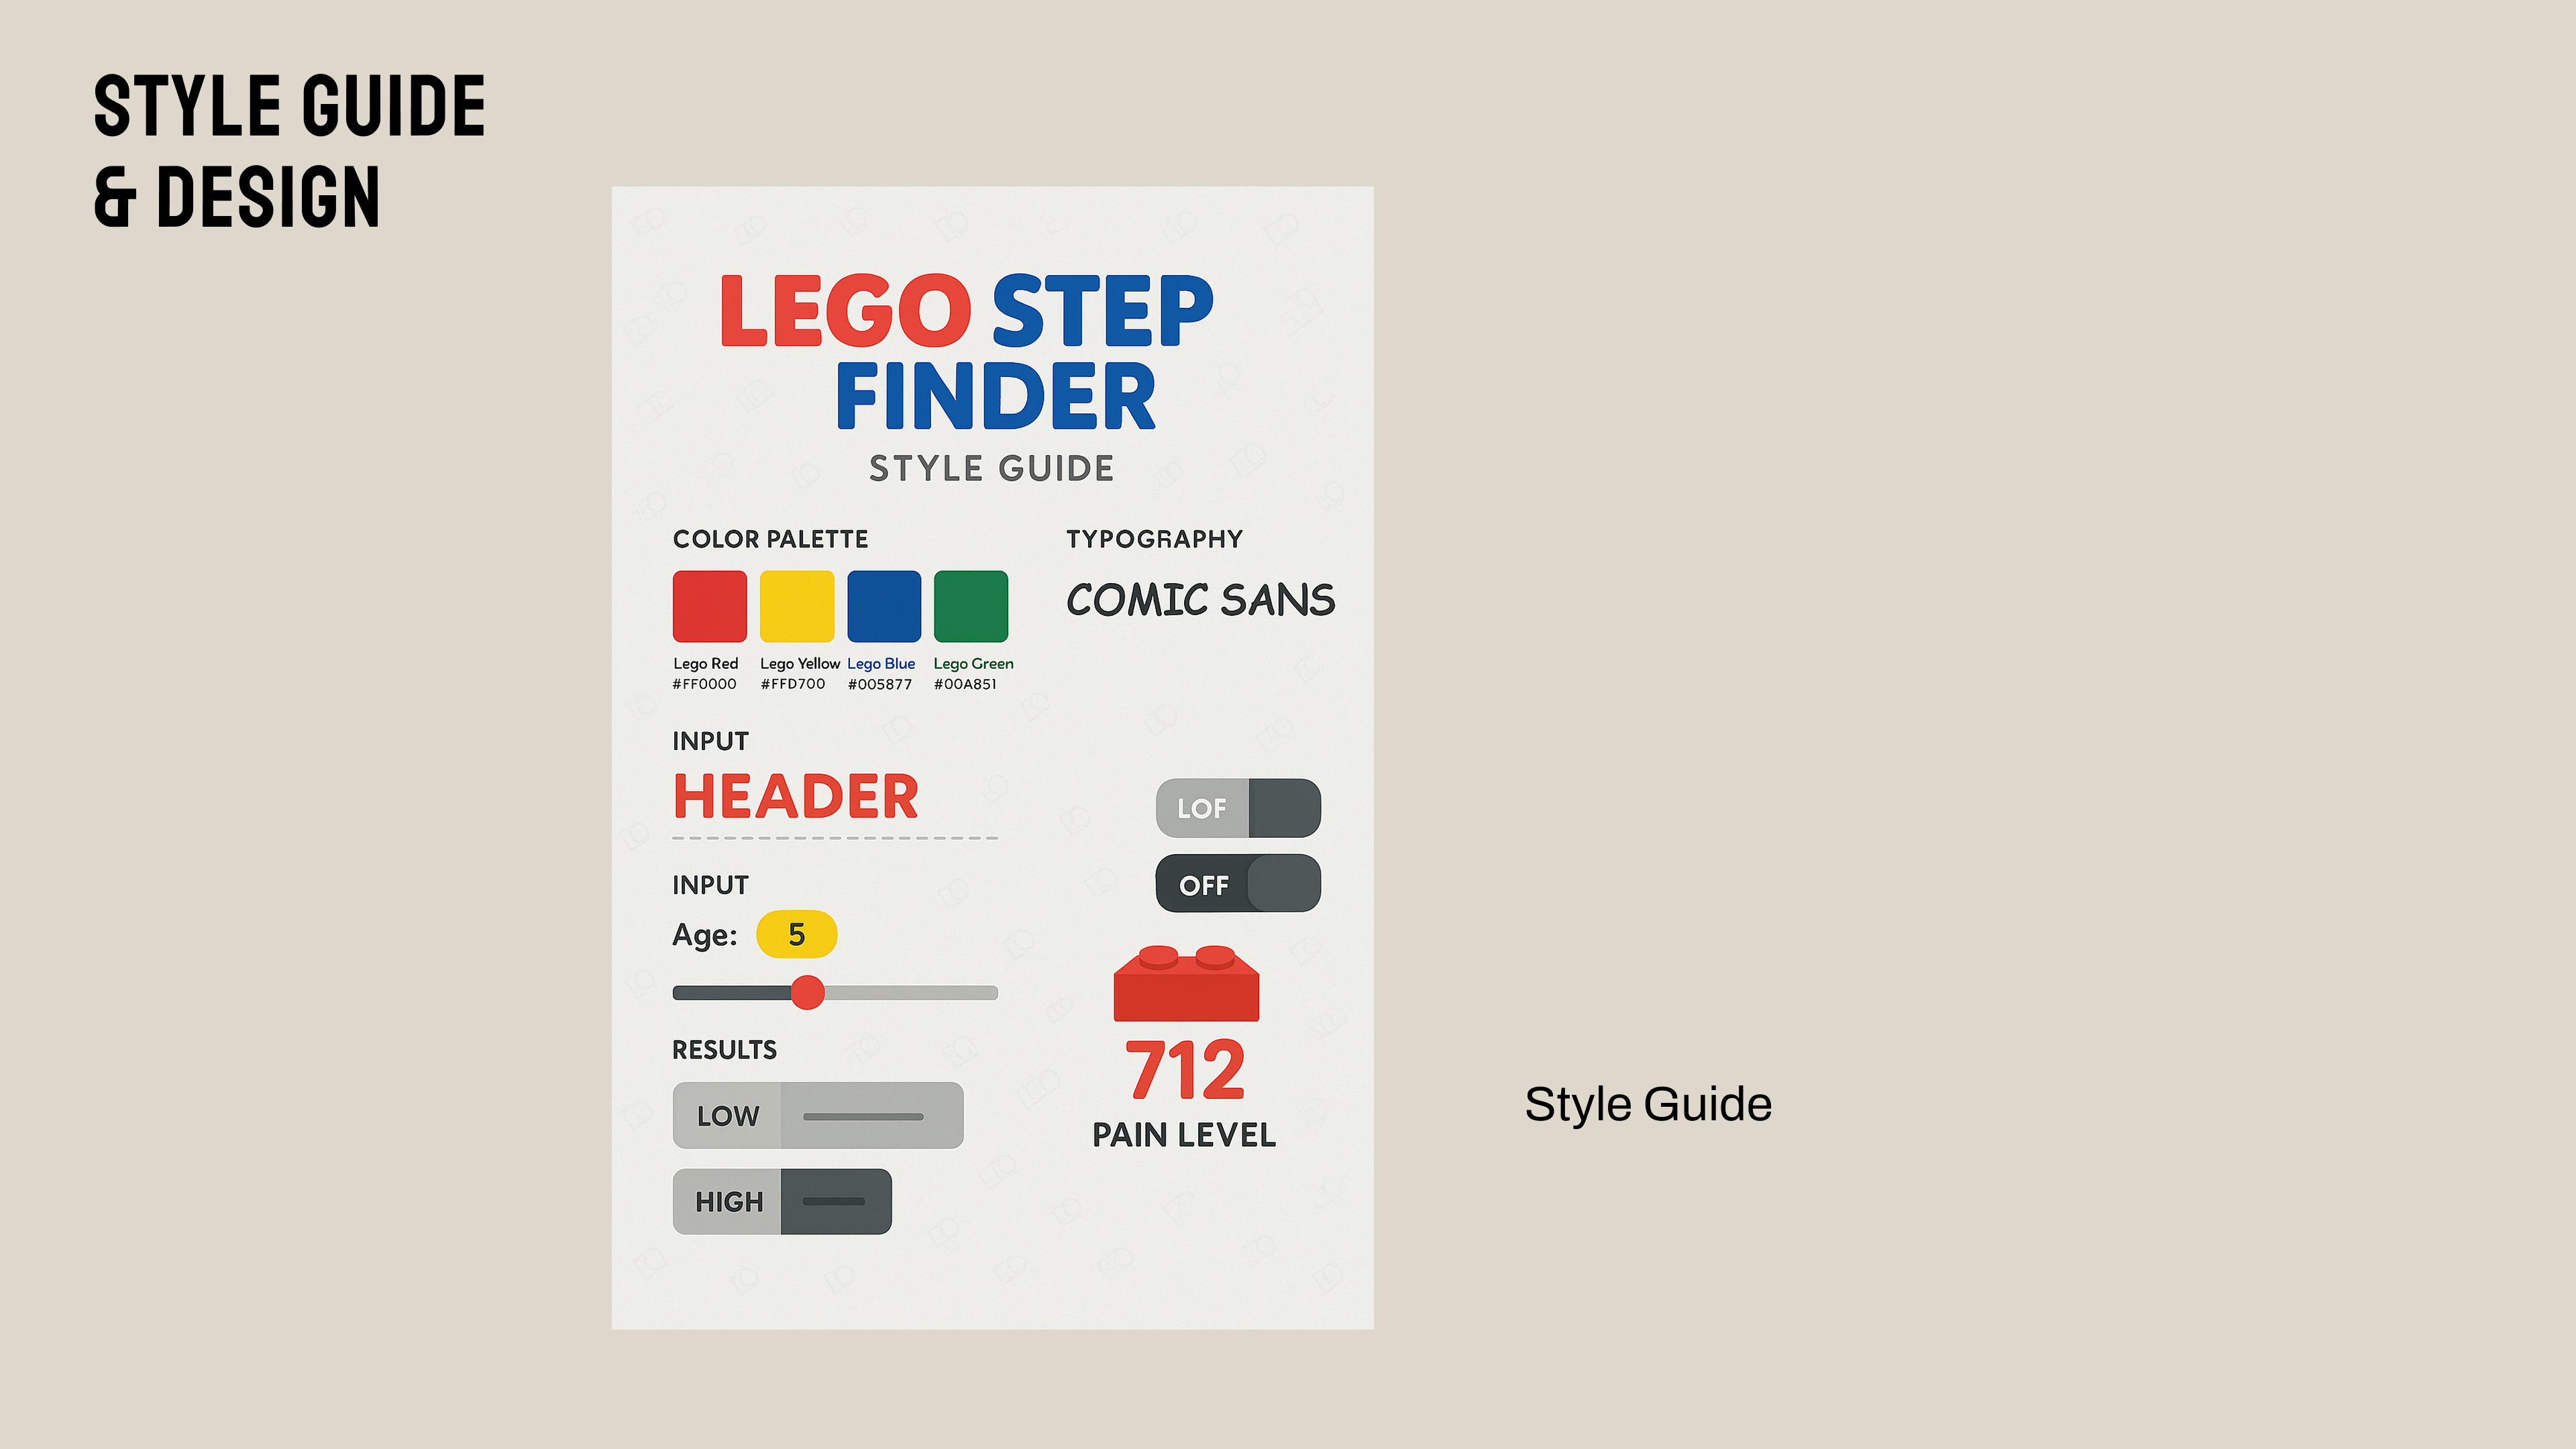 STYLE GUIDE
& DESIGN
LEGO STEP
FINDER
STYLE GUIDE
COLOR PALETTE
Lego Red
#FF0000
Lego Yellow
#FFD700
Lego Blue
#005877
Lego Green
#00A851
TYPOGRAPHY
COMIC SANS
INPUT
HEADER
LOF
OFF
INPUT
Age: 5
RESULTS
LOW
HIGH
712
PAIN LEVEL
Style Guide